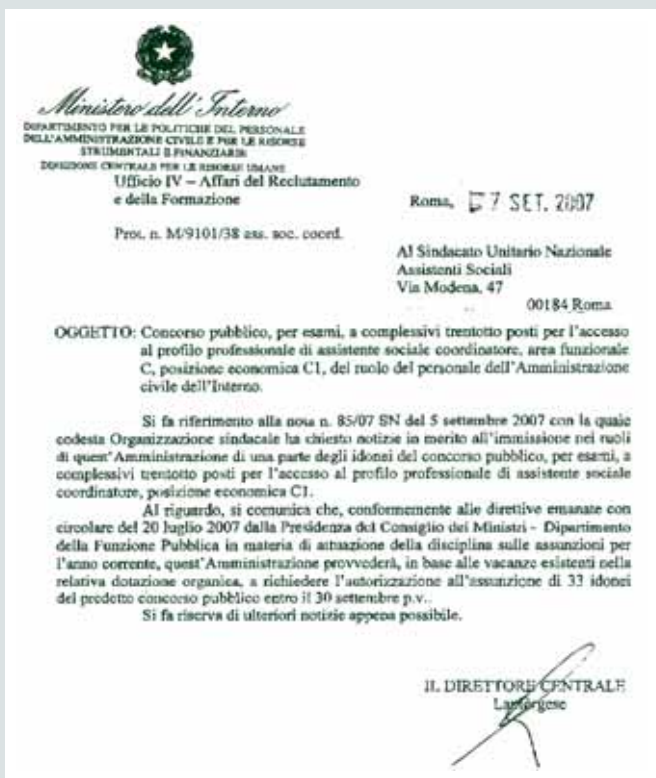 Ministero dell'Interno
DIPARTIMENTO PER LE POLITICHE DEL PERSONALE
DELL'AMMINISTRAZIONE CIVILE E PER LE RISORSE
STRUMENTALI E FINANZIARIE
DIREZIONE CENTRALE PER LE RISORSE UMANE
Ufficio IV – Affari del Reclutamento
e della Formazione
Roma, 7 SET. 2007
Prot. n. M/9101/38 ass. soc. coord.
Al Sindacato Unitario Nazionale
Assistenti Sociali
Via Modena, 47
00184 Roma
OGGETTO: Concorso pubblico, per esami, a complessivi trentotto posti per l'accesso
al profilo professionale di assistente sociale coordinatore, area funzionale
C, posizione economica C1, del ruolo del personale dell'Amministrazione
civile dell'Interno.
Si fa riferimento alla nota n. 85/07 SN del 5 settembre 2007 con la quale
codesta Organizzazione sindacale ha chiesto notizie in merito all'immissione nei ruoli
di quest'Amministrazione di una parte degli idonei del concorso pubblico, per esami, a
complessivi trentotto posti per l'accesso al profilo professionale di assistente sociale
coordinatore, posizione economica C1.
Al riguardo, si comunica che, conformemente alle direttive emanate con
circolare del 20 luglio 2007 dalla Presidenza del Consiglio dei Ministri – Dipartimento
della Funzione Pubblica in materia di attuazione della disciplina sulle assunzioni per
l'anno corrente, quest'Amministrazione provvederà, in base alle vacanze esistenti nella
relativa dotazione organica, a richiedere l'autorizzazione all'assunzione di 33 idonei
del predetto concorso pubblico entro il 30 settembre p.v..
Si fa riserva di ulteriori notizie appena possibile.
IL DIRETTORE CENTRALE
Lamorgese